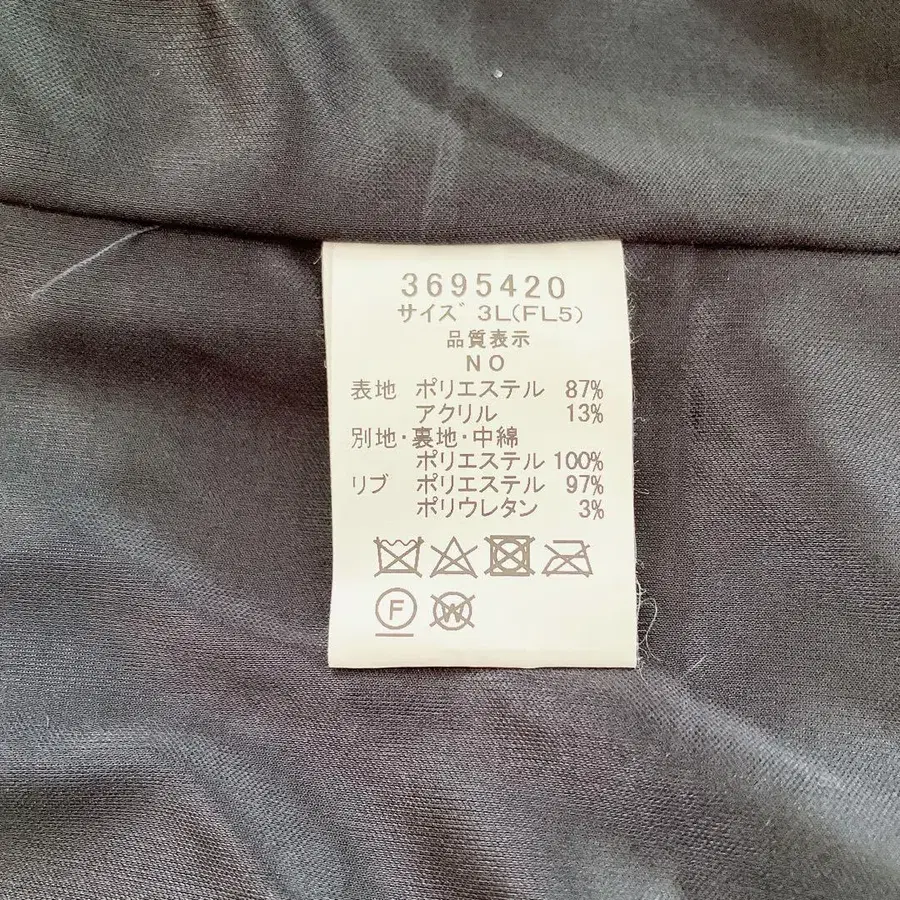 3695420
サイズ 3L(FL5)
品質表示
NO
表地 ポリエステル 87%
アクリル 13%
別地・裏地・中綿
ポリエステル 100%
リブ ポリエステル 97%
ポリウレタン 3%
F W